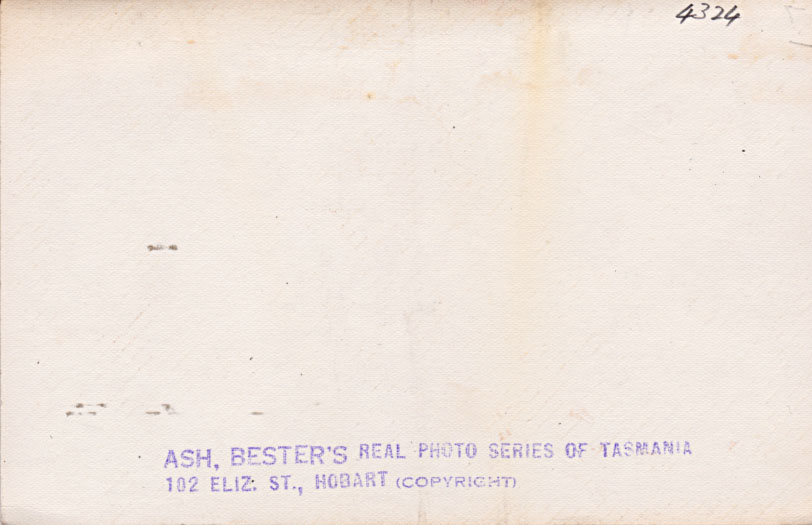 4324
ASH, BESTER'S REAL PHOTO SERIES OF TASMANIA
102 ELIZ. ST., HOBART (COPYRIGHT)